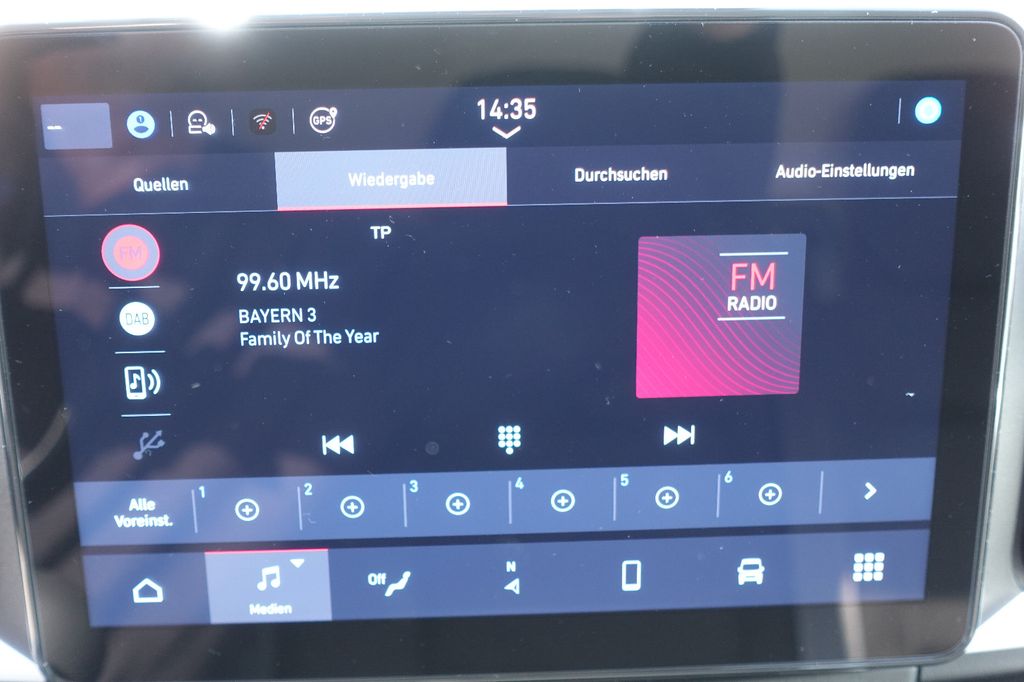 GPS
14:35
Quellen
Wiedergabe
Durchsuchen
Audio-Einstellungen
TP
FM
99.60 MHz
FM
RADIO
BAYERN 3
DAB
Family Of The Year
1
2
3
4
5
6
Alle
Voreinst.
Off
N
Medien